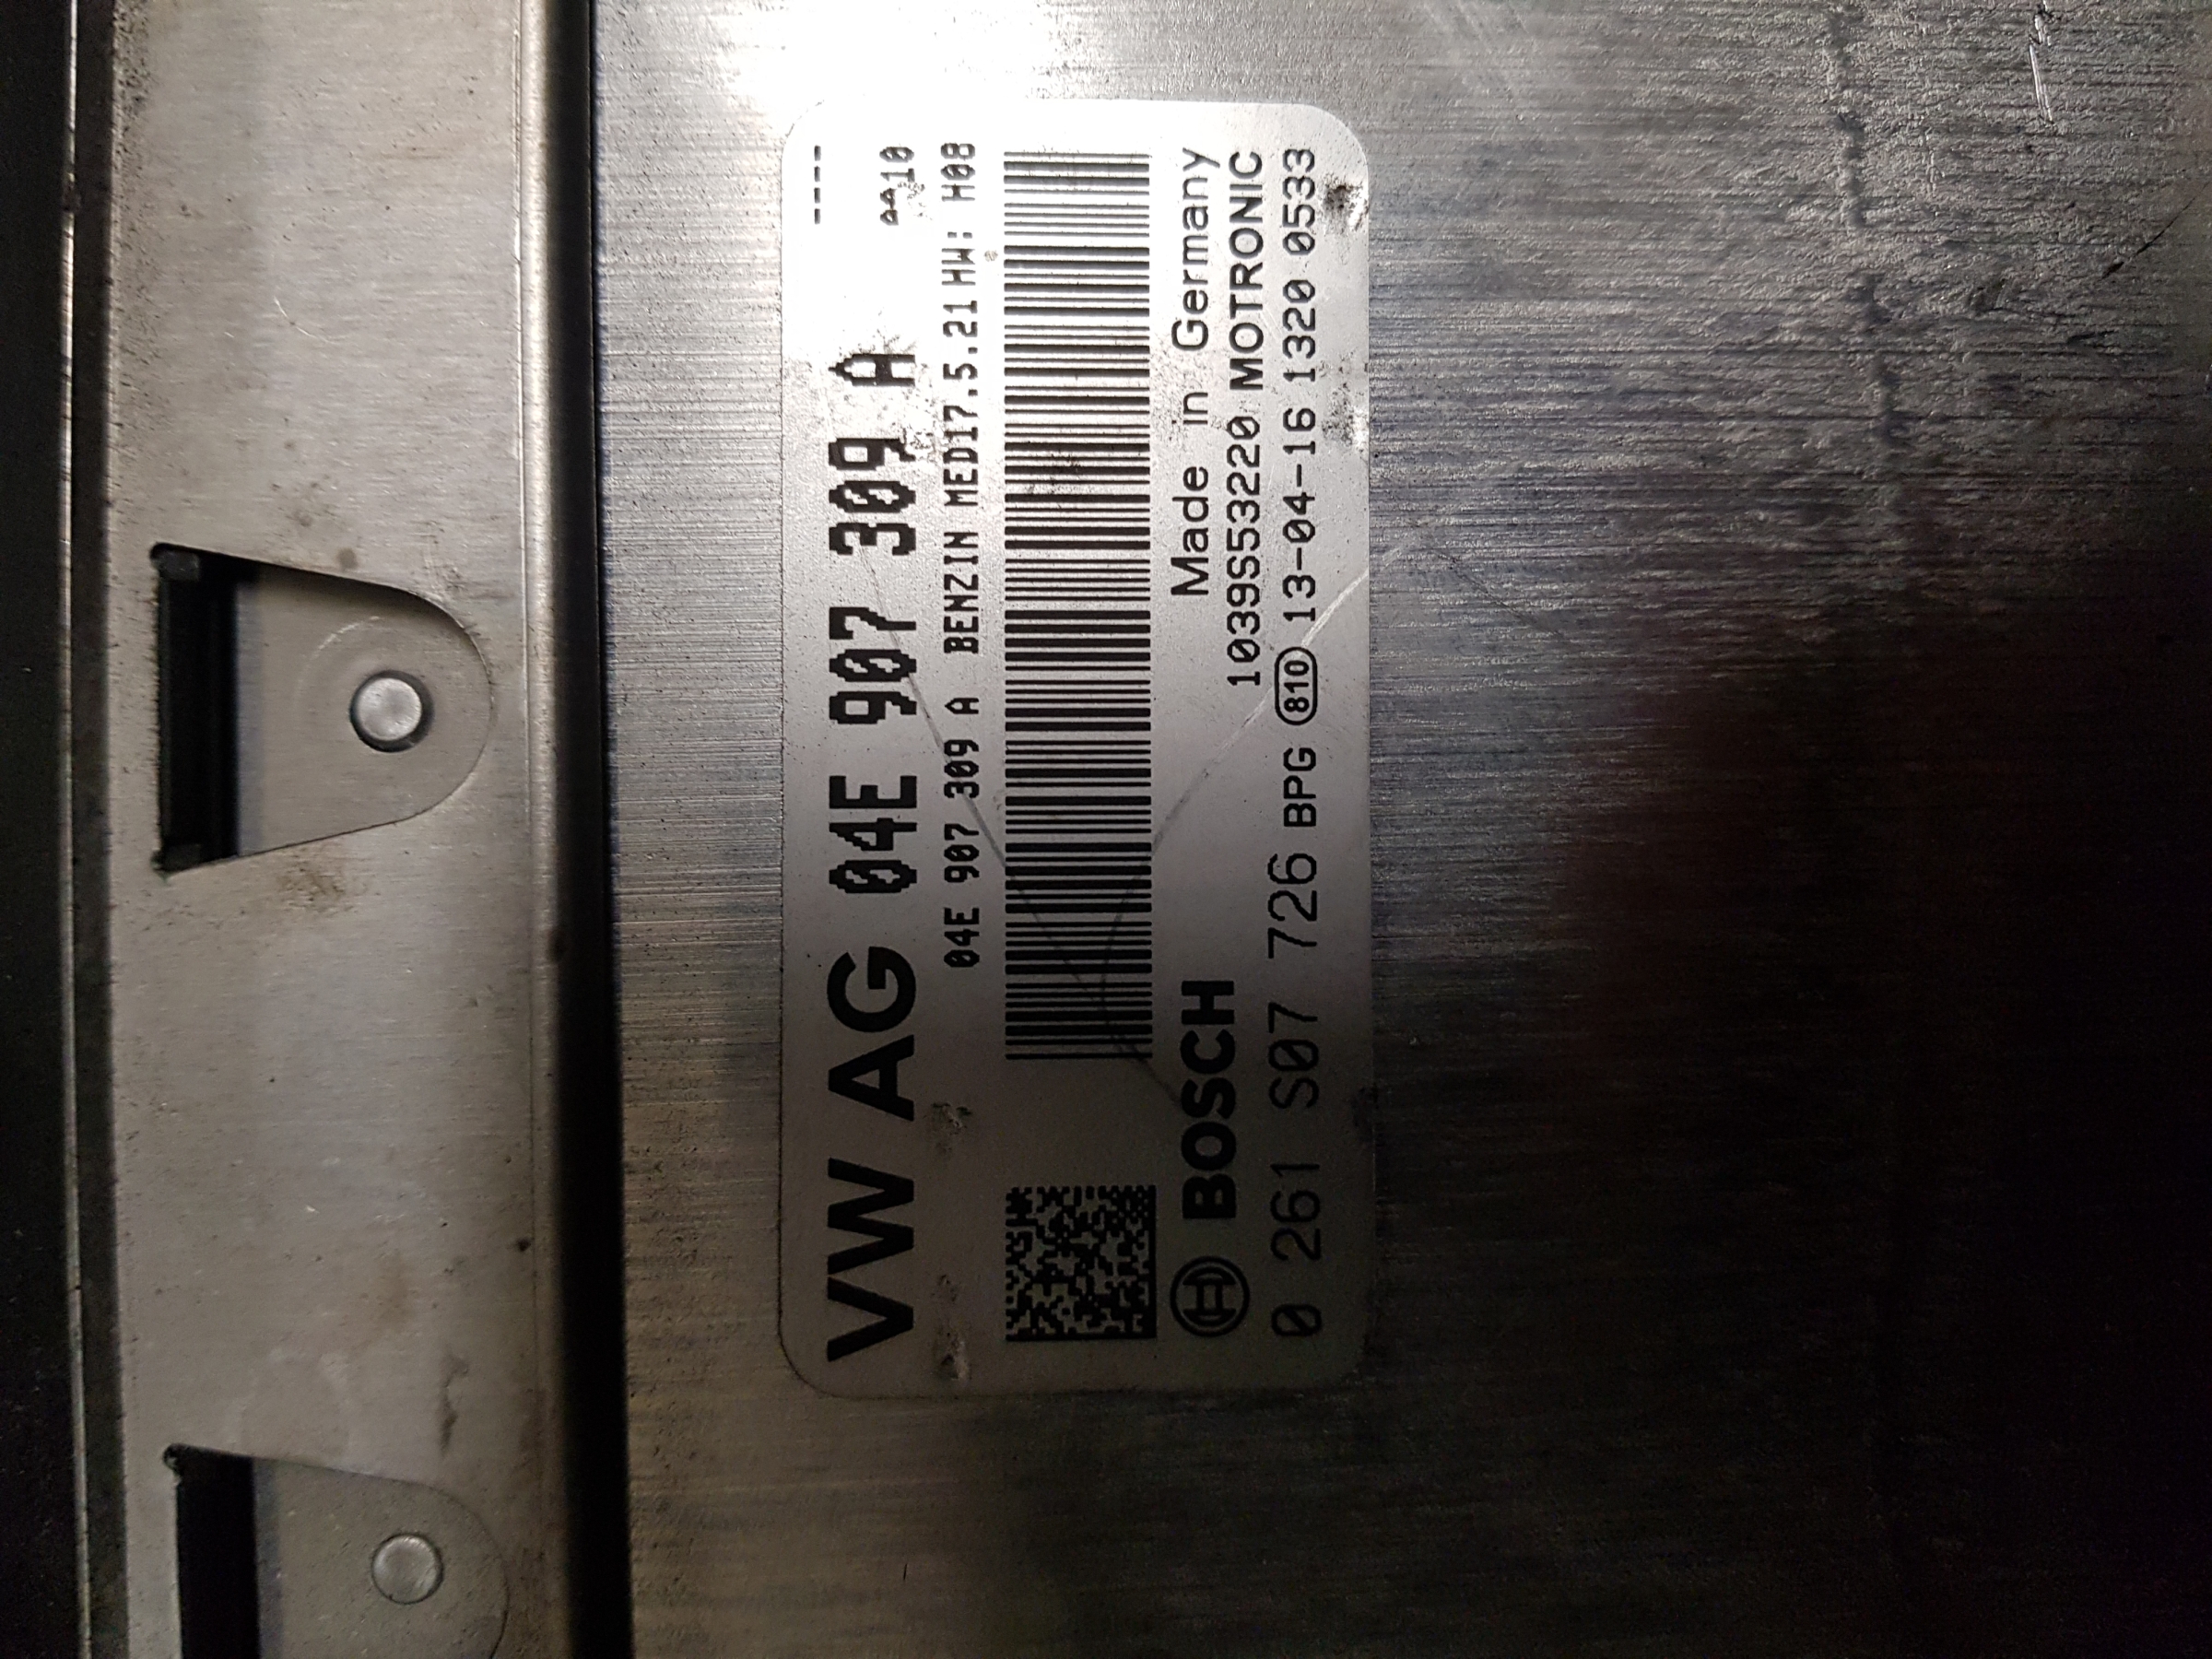 ----
VW AG 04E 907 309 A ^^10
04E 907 309 A BENZIN MED17.5.21 HW: H08
Made in Germany
BOSCH 1039S53220 MOTRONIC
0 261 S07 726 BPG 810 13-04-16 1320 0533